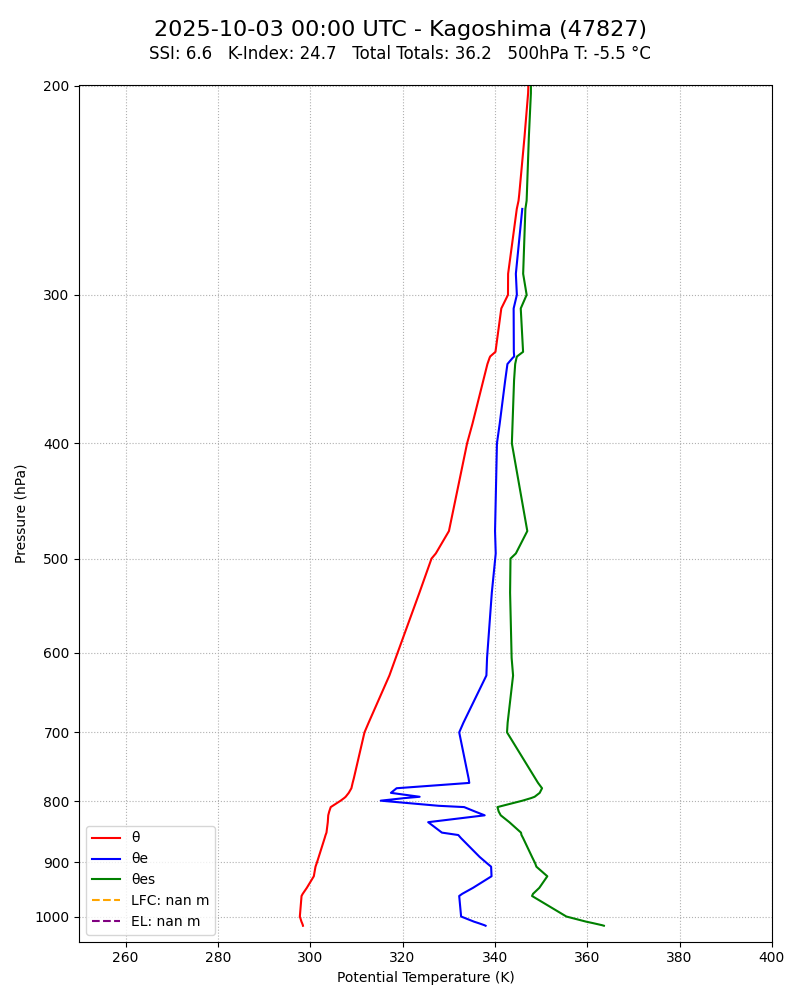 2025-10-03 00:00 UTC - Kagoshima (47827)
SSI: 6.6   K-Index: 24.7   Total Totals: 36.2   500hPa T: -5.5 °C
200
300
400
500
600
700
800
900
1000
Pressure (hPa)
θ
θe
θes
LFC: nan m
EL: nan m
260 280 300 320 340 360 380 400
Potential Temperature (K)